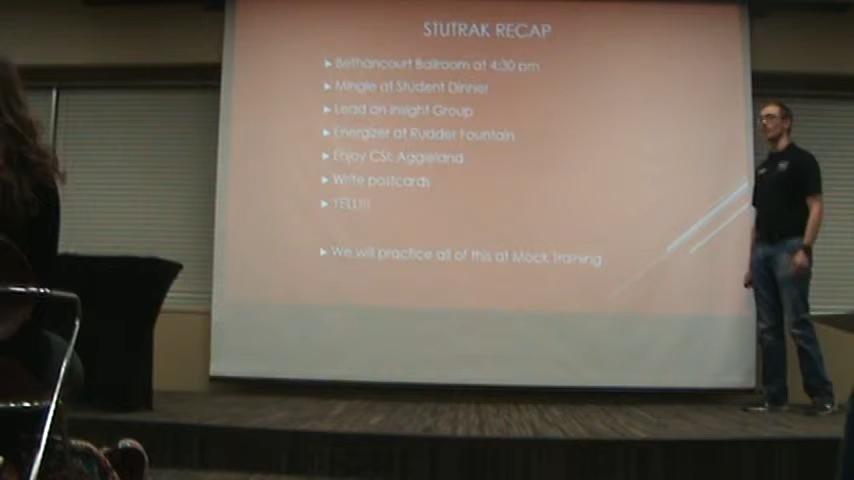 STUTRAK RECAP
Bethancourt Ballroom at 4:30 pm
Mingle at Student Dinner
Lead an Insight Group
Energizer at Rudder Fountain
Enjoy CSI: Aggieland
Write postcards
YELL!!!
We will practice all of this at Mock Training